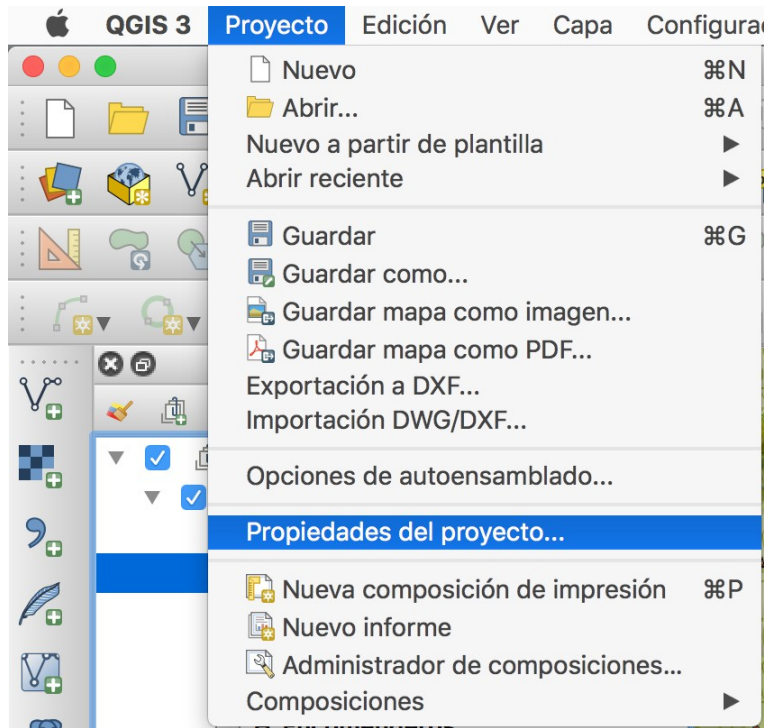 QGIS 3 Proyecto Edición Ver Capa Configura
Nuevo ⌘N
Abrir... ⌘A
Nuevo a partir de plantilla ▶
Abrir reciente ▶
Guardar ⌘G
Guardar como...
Guardar mapa como imagen...
Guardar mapa como PDF...
Exportación a DXF...
Importación DWG/DXF...
Opciones de autoensamblado...
Propiedades del proyecto...
Nueva composición de impresión ⌘P
Nuevo informe
Administrador de composiciones...
Composiciones ▶